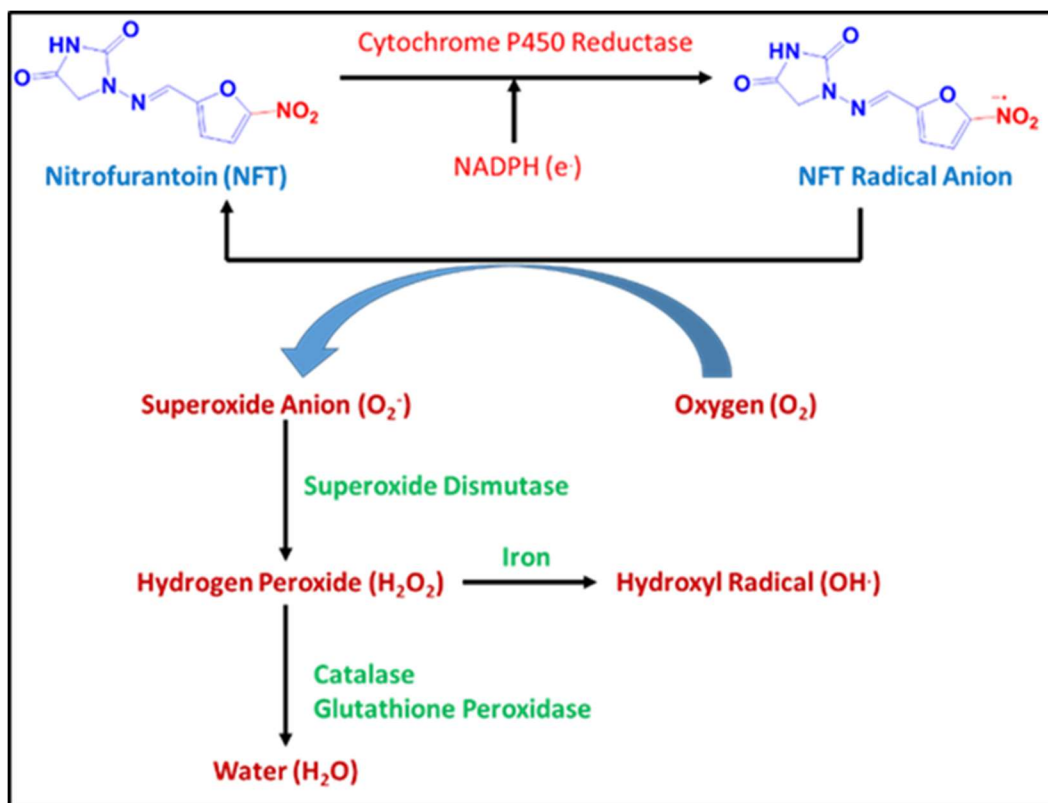 Cytochrome P450 Reductase
O
HN
O
N
N
O
NO₂
O
HN
O
N
N
O
-•
NO₂
NADPH (e·)
Nitrofurantoin (NFT)
NFT Radical Anion
Superoxide Anion (O₂⁻)
Oxygen (O₂)
Superoxide Dismutase
Iron
Hydrogen Peroxide (H₂O₂)
Hydroxyl Radical (OH·)
Catalase
Glutathione Peroxidase
Water (H₂O)